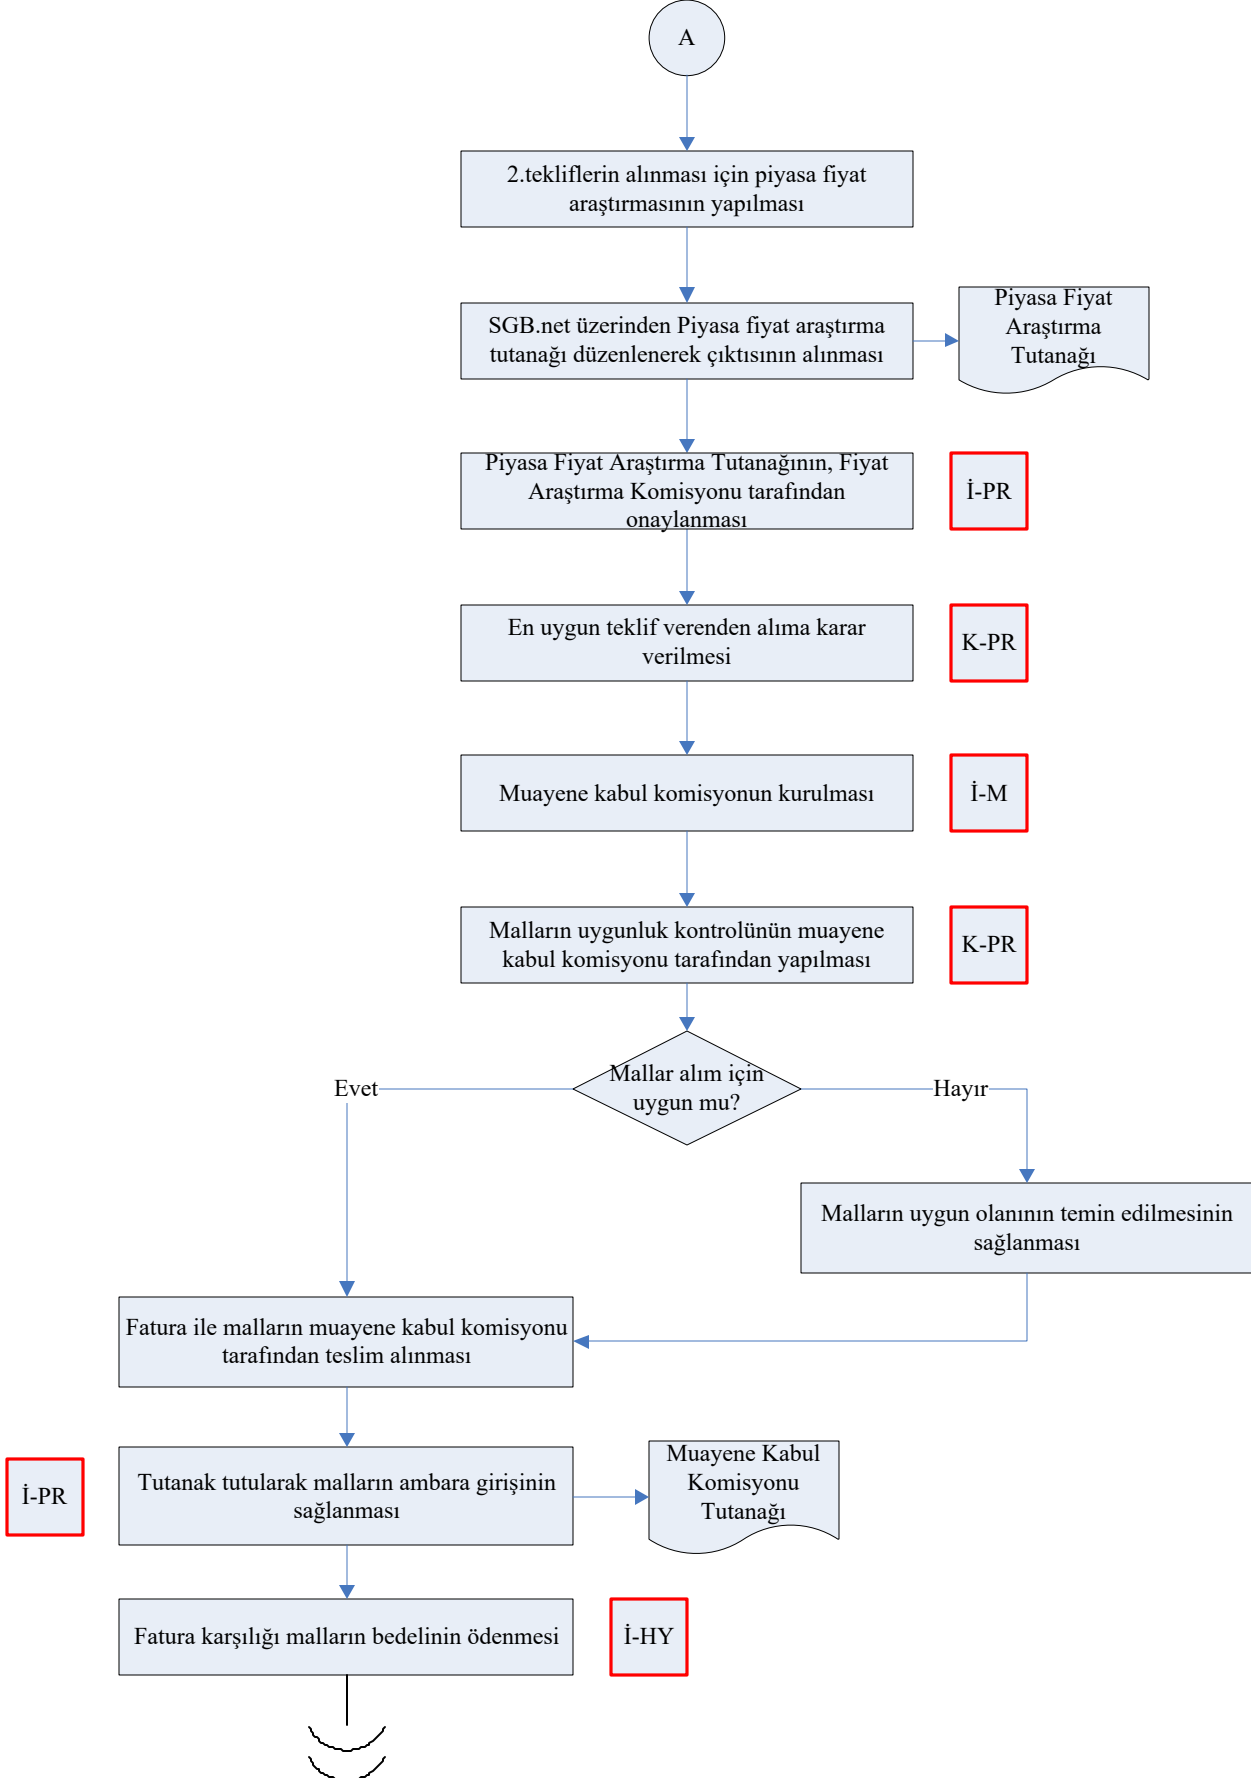 A
2.tekliflerin alınması için piyasa fiyat
araştırmasının yapılması
SGB.net üzerinden Piyasa fiyat araştırma
tutanağı düzenlenerek çıktısının alınması
Piyasa Fiyat
Araştırma
Tutanağı
Piyasa Fiyat Araştırma Tutanağının, Fiyat
Araştırma Komisyonu tarafından
onaylanması
İ-PR
En uygun teklif verenden alıma karar
verilmesi
K-PR
Muayene kabul komisyonun kurulması
İ-M
Malların uygunluk kontrolünün muayene
kabul komisyonu tarafından yapılması
K-PR
Mallar alım için
uygun mu?
Evet
Hayır
Malların uygun olanının temin edilmesinin
sağlanması
Fatura ile malların muayene kabul komisyonu
tarafından teslim alınması
İ-PR
Tutanak tutularak malların ambara girişinin
sağlanması
Muayene Kabul
Komisyonu
Tutanağı
Fatura karşılığı malların bedelinin ödenmesi
İ-HY